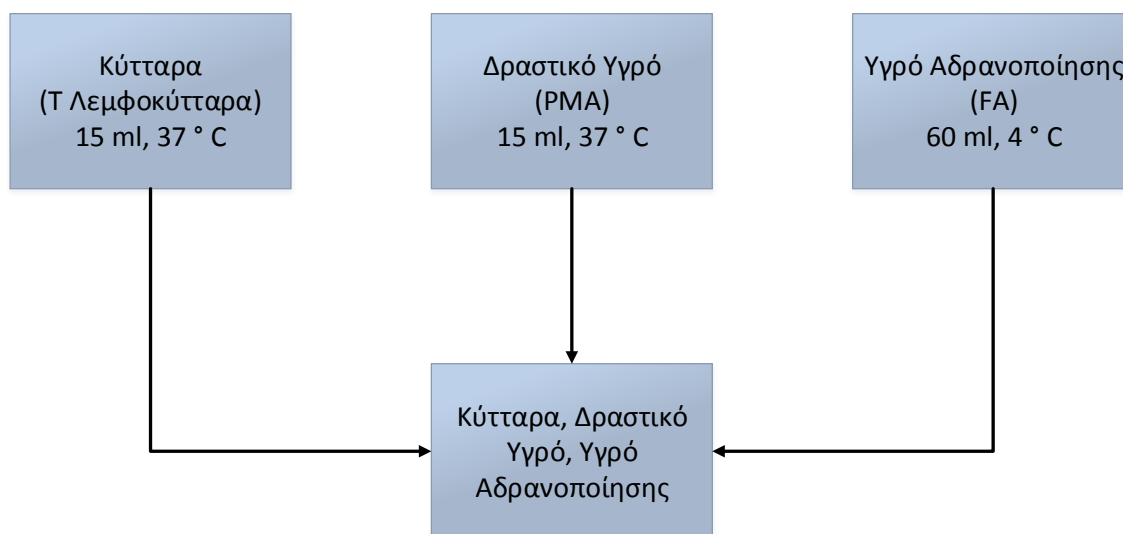 Κύτταρα
(Τ Λεμφοκύτταρα)
15 ml, 37 ° C
Δραστικό Υγρό
(PMA)
15 ml, 37 ° C
Υγρό Αδρανοποίησης
(FA)
60 ml, 4 ° C
Κύτταρα, Δραστικό
Υγρό, Υγρό
Αδρανοποίησης